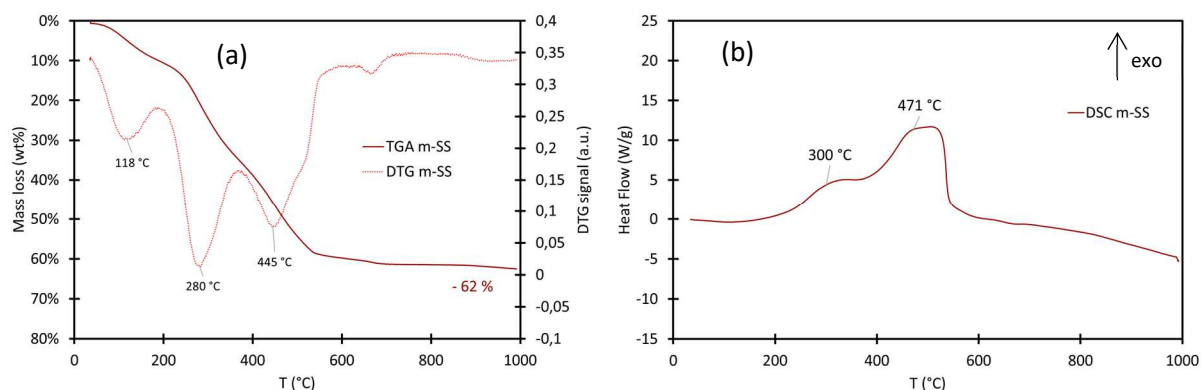 (a)
0%
10%
20%
30%
40%
50%
60%
70%
80%
Mass loss (wt%)
0,4
0,35
0,3
0,25
0,2
0,15
0,1
0,05
0
-0,05
-0,1
DTG signal (a.u.)
TGA m-SS
DTG m-SS
118 °C
280 °C
445 °C
- 62 %
0
200
400
600
800
1000
T (°C)
(b)
exo
25
20
15
10
5
0
-5
-10
-15
Heat Flow (W/g)
471 °C
DSC m-SS
300 °C
0
200
400
600
800
1000
T (°C)